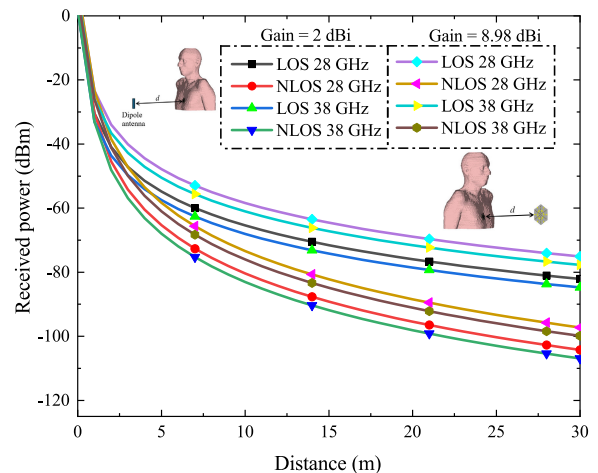 Gain = 2 dBi
Gain = 8.98 dBi
LOS 28 GHz
NLOS 28 GHz
LOS 38 GHz
NLOS 38 GHz
LOS 28 GHz
NLOS 28 GHz
LOS 38 GHz
NLOS 38 GHz
d
Dipole
antenna
d
Received power (dBm)
0
-20
-40
-60
-80
-100
-120
0
5
10
15
20
25
30
Distance (m)